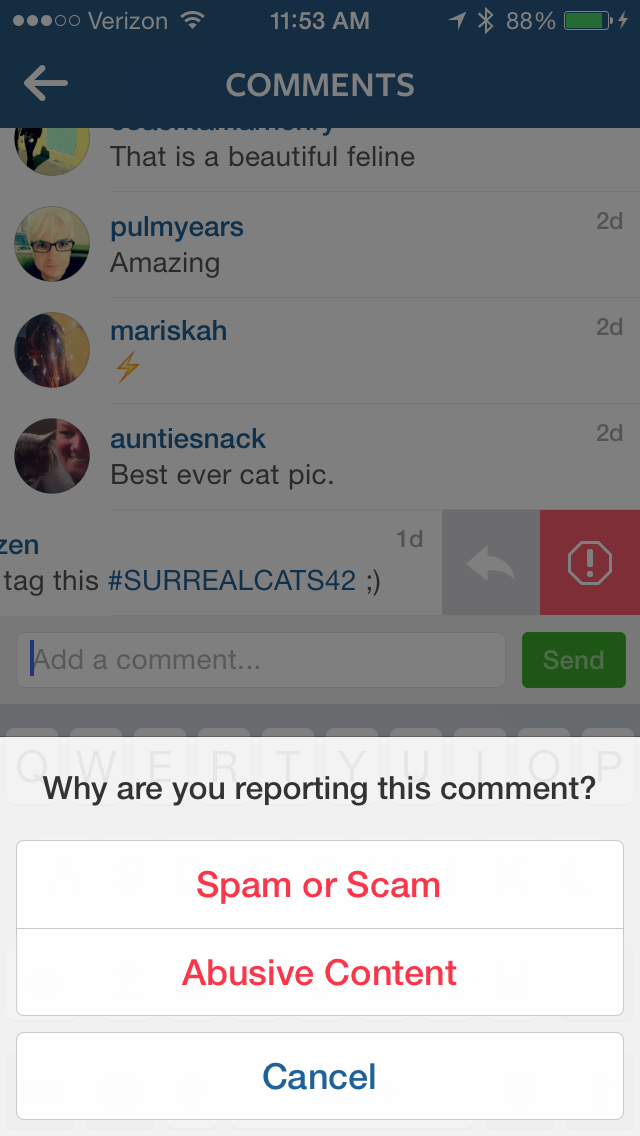 Verizon 11:53 AM 88%
COMMENTS
That is a beautiful feline
pulmyears 2d
Amazing
mariskah 2d
auntiesnack 2d
Best ever cat pic.
zen 1d
tag this #SURREALCATS42 ;)
Add a comment... Send
Q W E R T Y U I O P
Why are you reporting this comment?
Spam or Scam
Abusive Content
Cancel